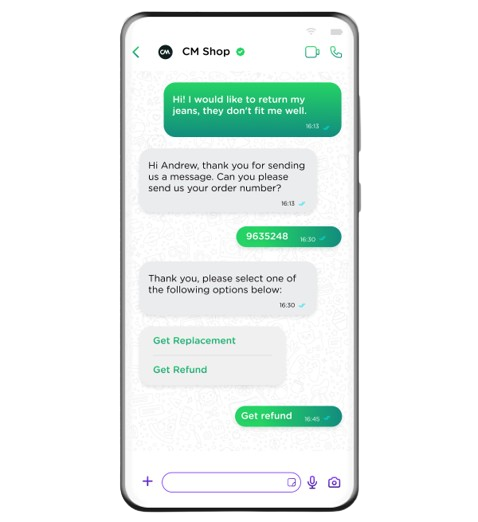 CM
CM Shop
Hi! I would like to return my
jeans, they don't fit me well.
16:13
Hi Andrew, thank you for sending
us a message. Can you please
send us your order number?
16:13
9635248
16:30
Thank you, please select one of
the following options below:
16:30
Get Replacement
Get Refund
Get refund
16:45